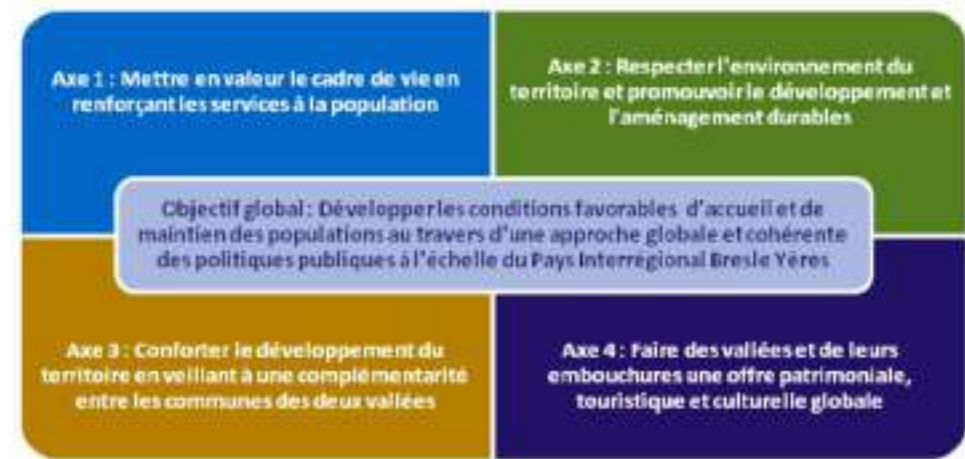 Axe 1 : Mettre en valeur le cadre de vie en
renforçant les services à la population
Axe 2 : Respecter l'environnement du
territoire et promouvoir le développement et
l'aménagement durables
Objectif global : Développer les conditions favorables d'accueil et de
maintien des populations au travers d'une approche globale et cohérente
des politiques publiques à l'échelle du Pays Interrégional Bresle Yères
Axe 3 : Conforter le développement du
territoire en veillant à une complémentarité
entre les communes des deux vallées
Axe 4 : Faire des vallées et de leurs
embouchures une offre patrimoniale,
touristique et culturelle globale